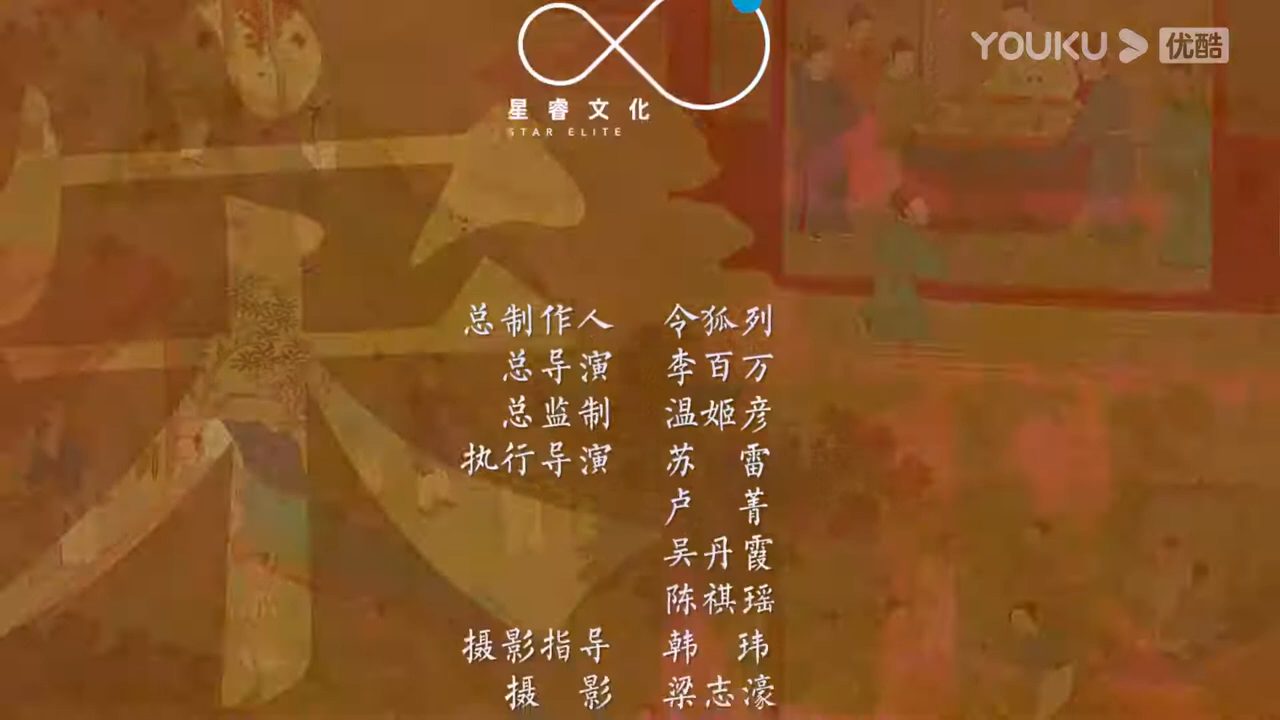 YOUKU 优酷
星睿文化
STAR ELITE
宋
总制作人 令狐列
总导演 李百万
总监制 温姬彦
执行导演 苏雷
卢菁
吴丹霞
陈祺瑶
摄影指导 韩玮
摄影 梁志濠